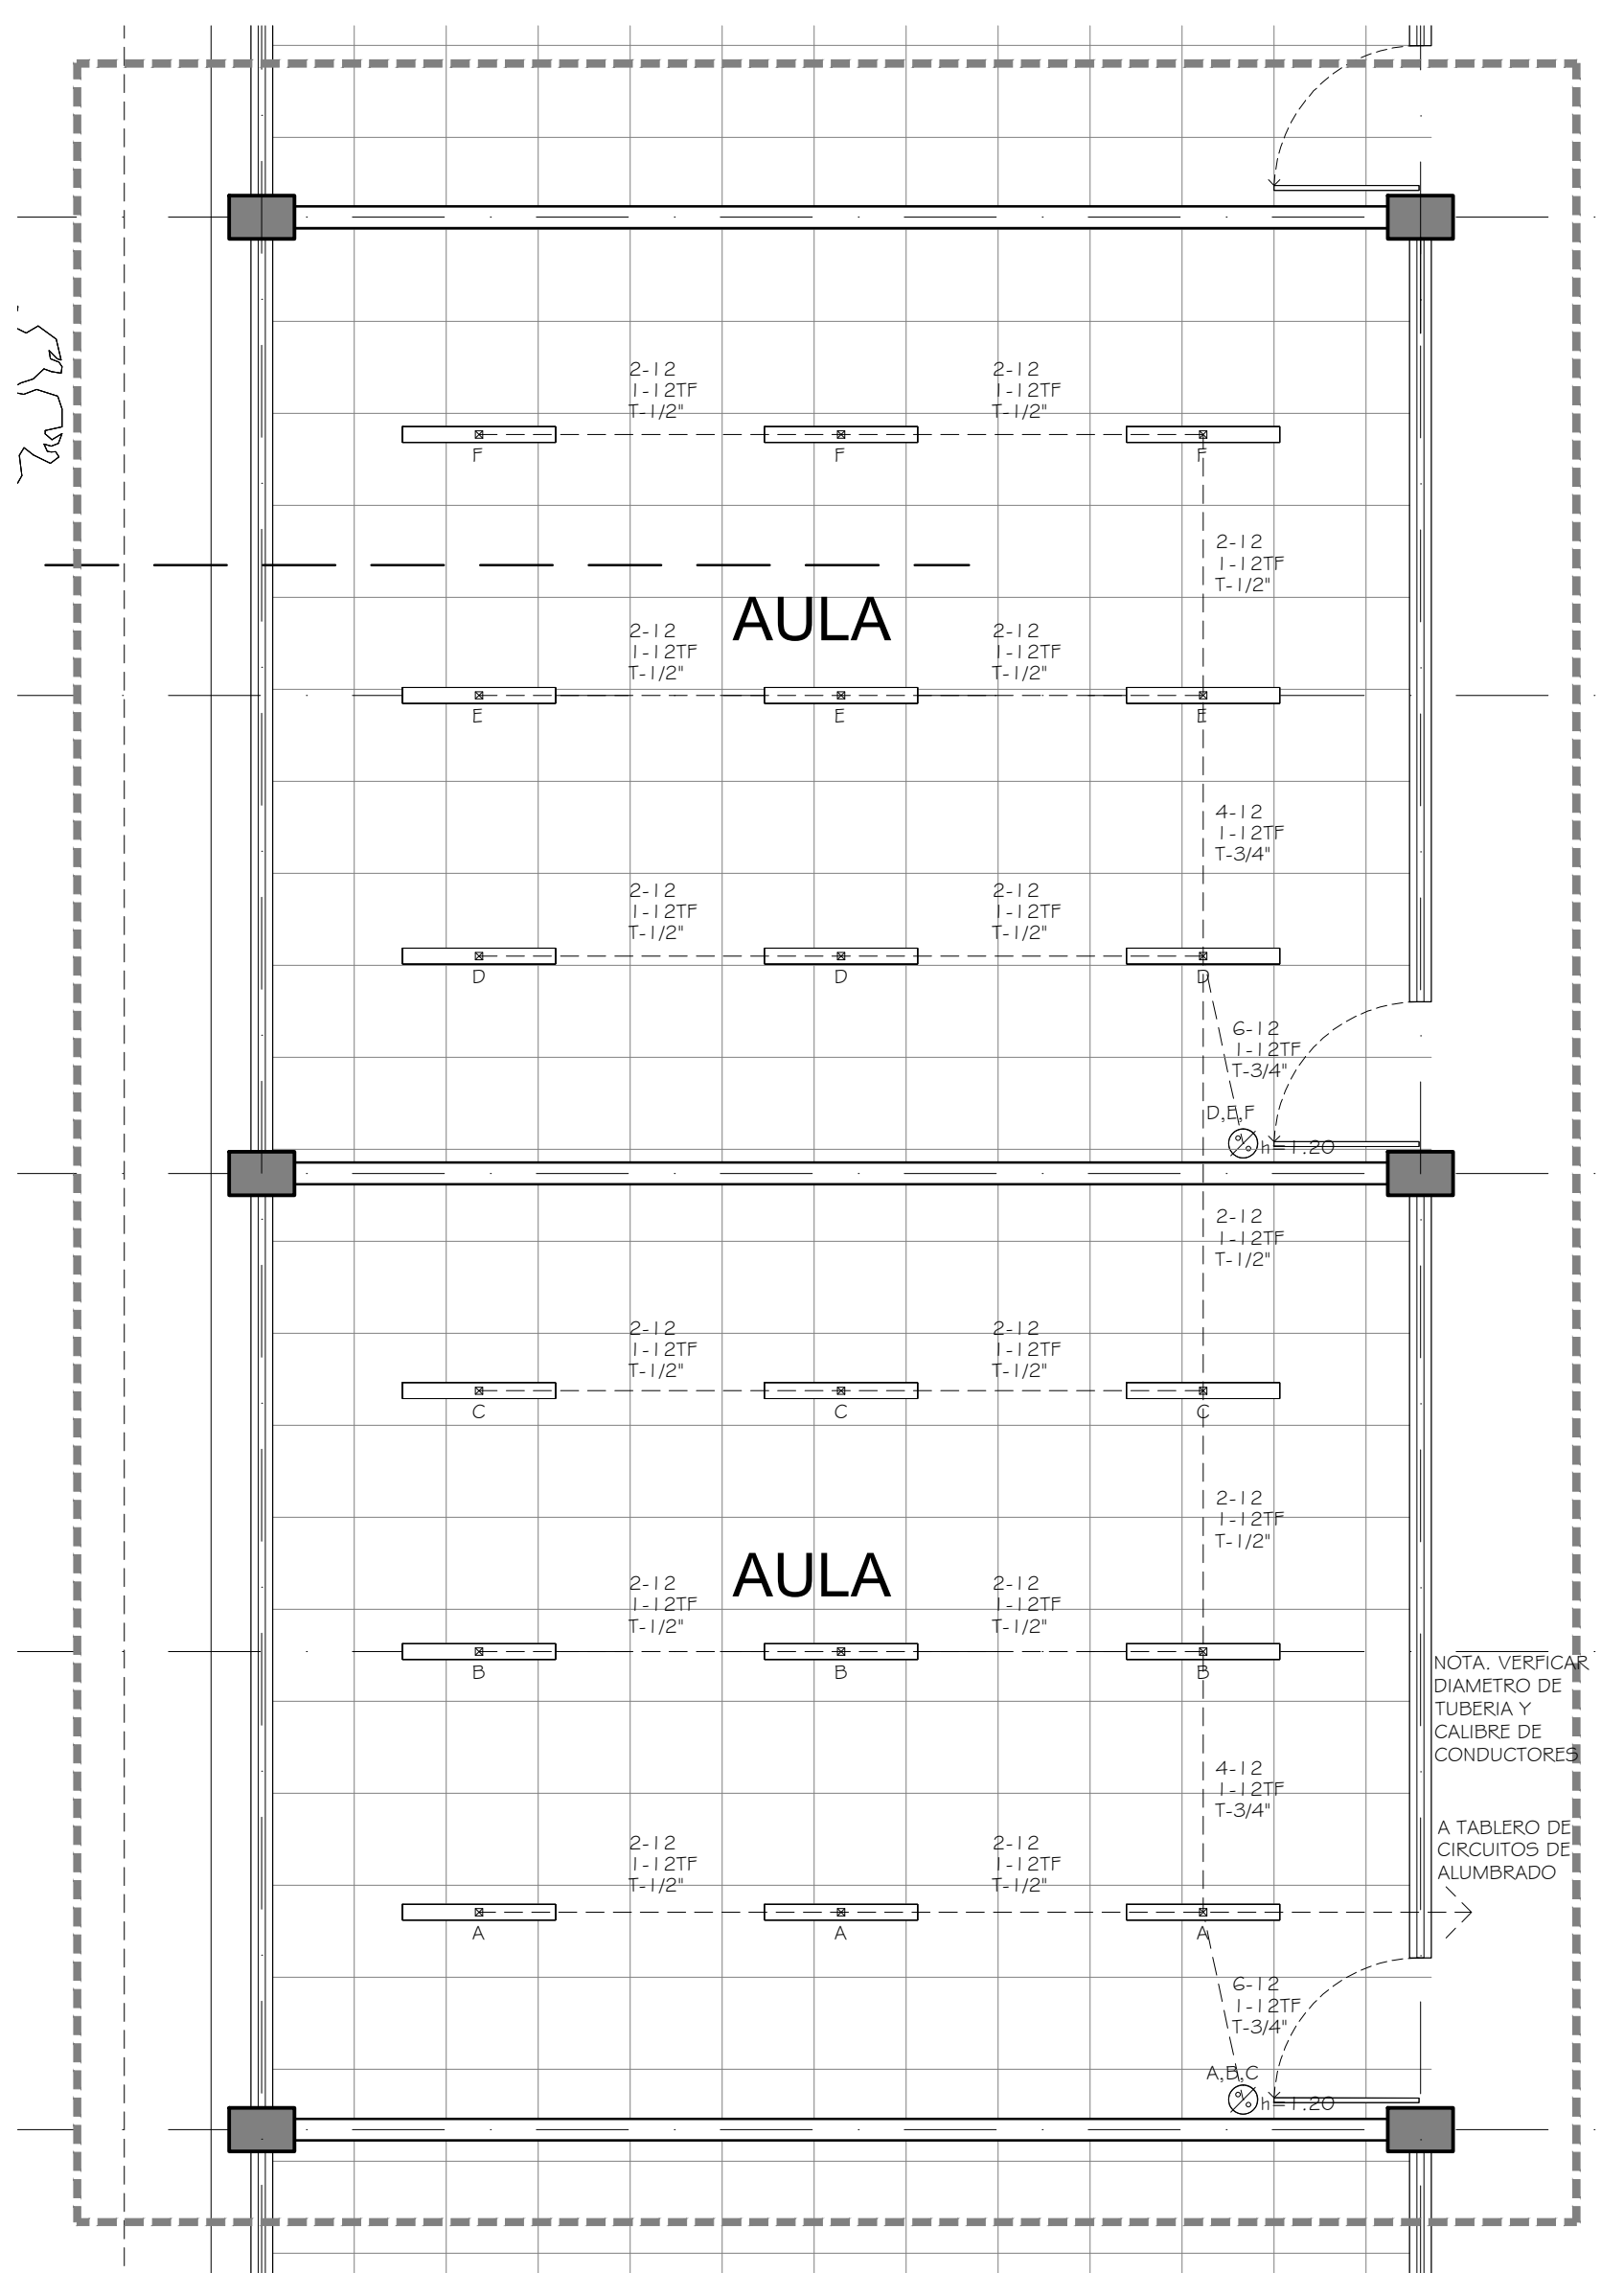 2-12
1-12TF
T-1/2"
2-12
1-12TF
T-1/2"
F
F
F
2-12
1-12TF
T-1/2"
AULA
2-12
1-12TF
T-1/2"
2-12
1-12TF
T-1/2"
E
E
E
4-12
1-12TF
T-3/4"
2-12
1-12TF
T-1/2"
2-12
1-12TF
T-1/2"
D
D
D
6-12
1-12TF
T-3/4"
D,E,F
h=1.20
2-12
1-12TF
T-1/2"
2-12
1-12TF
T-1/2"
2-12
1-12TF
T-1/2"
C
C
C
2-12
1-12TF
T-1/2"
AULA
2-12
1-12TF
T-1/2"
2-12
1-12TF
T-1/2"
B
B
B
NOTA. VERFICAR
DIAMETRO DE
TUBERIA Y
CALIBRE DE
CONDUCTORES
4-12
1-12TF
T-3/4"
A TABLERO DE
CIRCUITOS DE
ALUMBRADO
2-12
1-12TF
T-1/2"
2-12
1-12TF
T-1/2"
A
A
A
6-12
1-12TF
T-3/4"
A,B,C
h=1.20